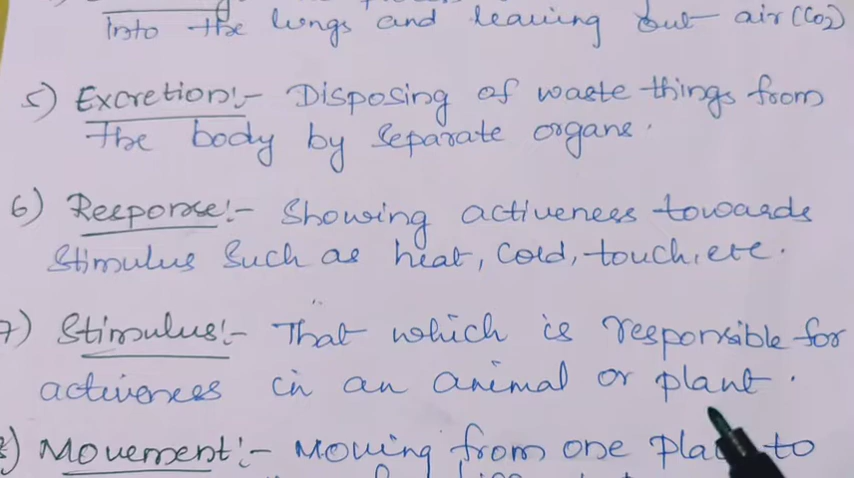 into the lungs and leaving out air (CO2)
5) Excretion:- Disposing of waste things from
the body by separate organs.
6) Response:- Showing activeness towards
Stimulus Such as heat, cold, touch, etc.
7) Stimulus:- That which is responsible for
activeness in an animal or plant.
8) Movement:- Moving from one to